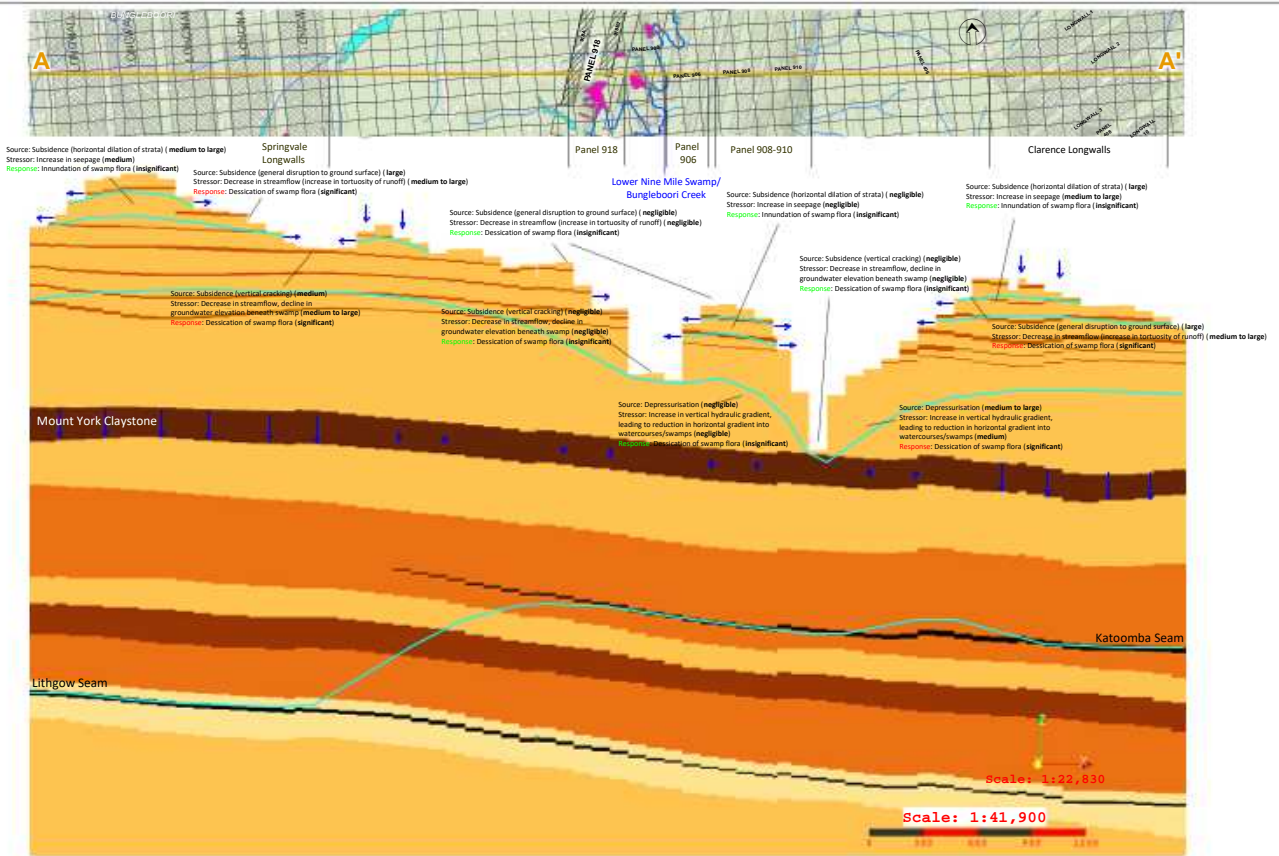 A
A'
LONGWALL
LONGWALL 2
LONGWALL 3
PANEL 918
PANEL 906
PANEL 908
PANEL 910
Springvale
Longwalls
Panel 918
Panel
906
Panel 908-910
Clarence Longwalls
Lower Nine Mile Swamp/
Bungleboori Creek
Source: Subsidence (horizontal dilation of strata) ( medium to large)
Stressor: Increase in seepage (medium)
Response: Innundation of swamp flora (insignificant)
Source: Subsidence (general disruption to ground surface) ( large)
Stressor: Decrease in streamflow (increase in tortuosity of runoff) ( medium to large)
Response: Dessication of swamp flora (significant)
Source: Subsidence (general disruption to ground surface) ( negligible)
Stressor: Decrease in streamflow (increase in tortuosity of runoff) ( negligible)
Response: Dessication of swamp flora (insignificant)
Source: Subsidence (horizontal dilation of strata) ( negligible)
Stressor: Increase in seepage (negligible)
Response: Innundation of swamp flora (insignificant)
Source: Subsidence (horizontal dilation of strata) ( large)
Stressor: Increase in seepage (medium to large)
Response: Innundation of swamp flora (insignificant)
Source: Subsidence (vertical cracking) ( negligible)
Stressor: Decrease in streamflow, decline in
groundwater elevation beneath swamp (negligible)
Response: Dessication of swamp flora (insignificant)
Source: Subsidence (vertical cracking) ( medium)
Stressor: Decrease in streamflow, decline in
groundwater elevation beneath swamp (medium to large)
Response: Dessication of swamp flora (significant)
Source: Subsidence (vertical cracking) ( negligible)
Stressor: Decrease in streamflow, decline in
groundwater elevation beneath swamp (negligible)
Response: Dessication of swamp flora (insignificant)
Source: Subsidence (general disruption to ground surface) ( large)
Stressor: Decrease in streamflow (increase in tortuosity of runoff) ( medium to large)
Response: Dessication of swamp flora (significant)
Source: Depressurisation (negligible)
Stressor: Increase in vertical hydraulic gradient,
leading to reduction in horizontal gradient into
watercourses/swamps (negligible)
Response: Dessication of swamp flora (insignificant)
Source: Depressurisation (medium to large)
Stressor: Increase in vertical hydraulic gradient,
leading to reduction in horizontal gradient into
watercourses/swamps (medium)
Response: Dessication of swamp flora (significant)
Mount York Claystone
Katoomba Seam
Lithgow Seam
Z
X
Scale: 1:22,830
Scale: 1:41,900
0